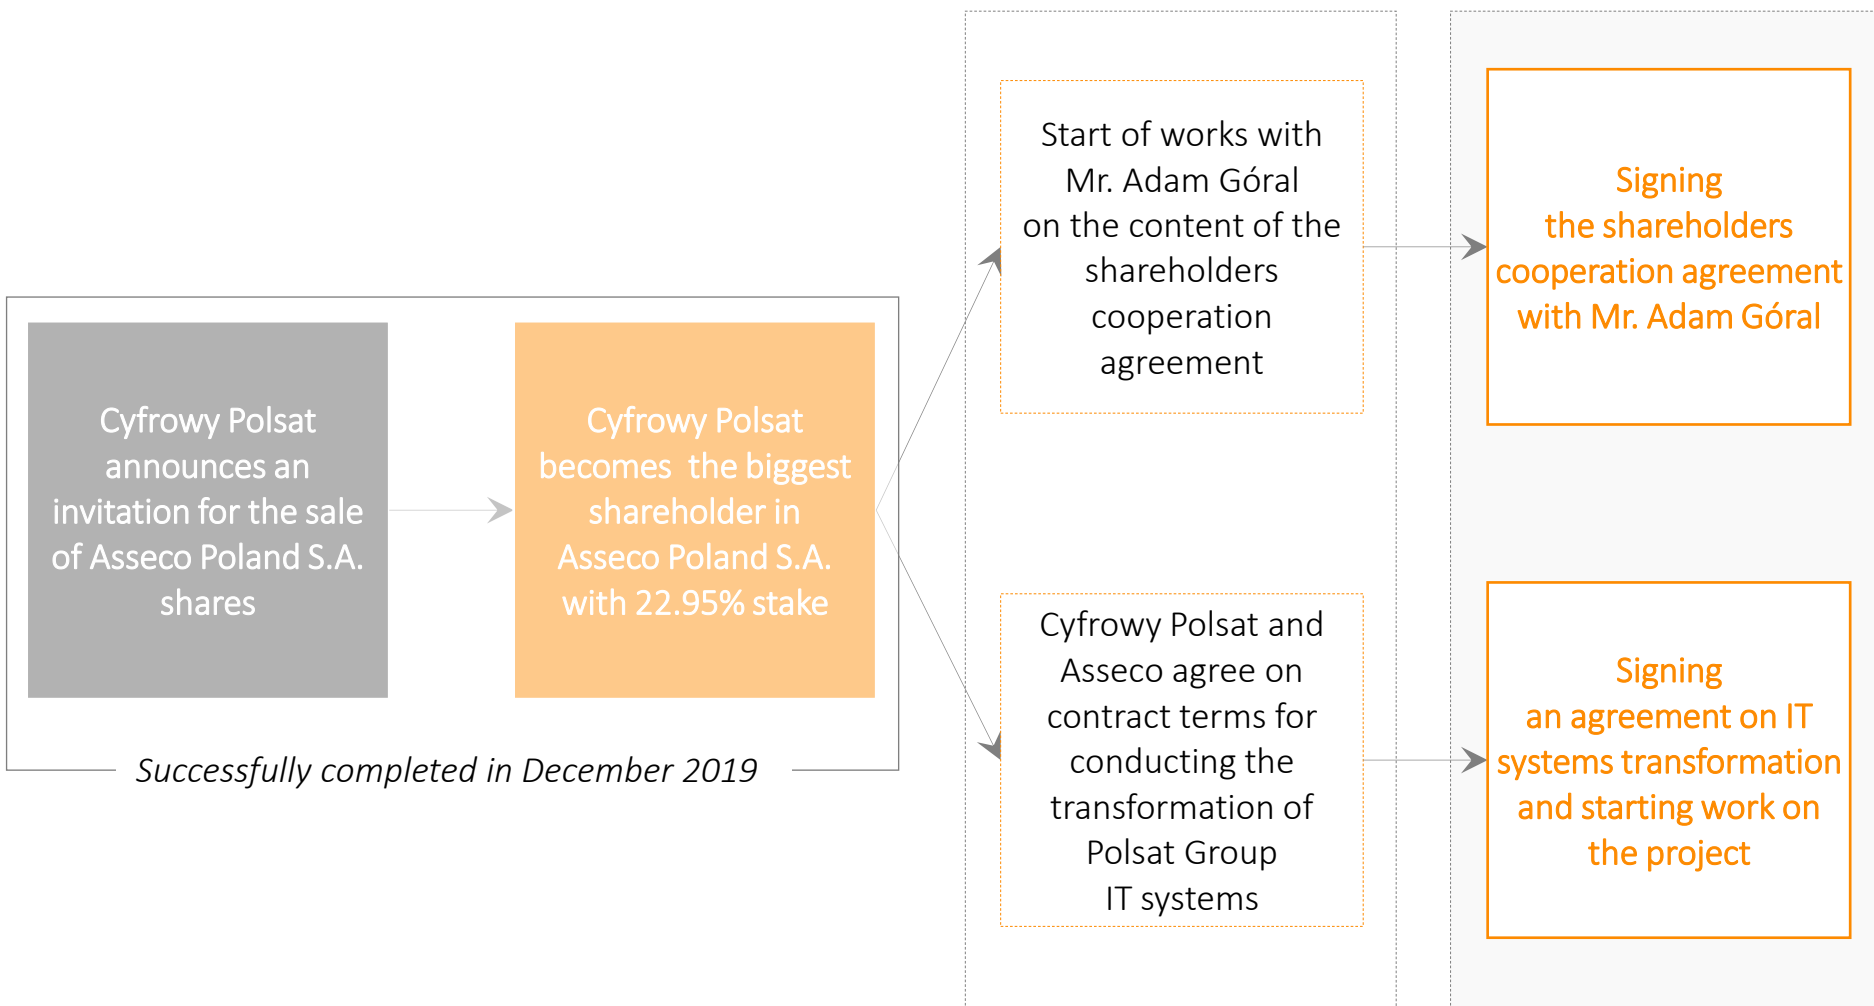 Cyfrowy Polsat
announces an
invitation for the sale
of Asseco Poland S.A.
shares
Cyfrowy Polsat
becomes  the biggest
shareholder in
Asseco Poland S.A.
with 22.95% stake
Successfully completed in December 2019
Start of works with
Mr. Adam Góral
on the content of the
shareholders
cooperation
agreement
Cyfrowy Polsat and
Asseco agree on
contract terms for
conducting the
transformation of
Polsat Group
IT systems
Signing
the shareholders
cooperation agreement
with Mr. Adam Góral
Signing
an agreement on IT
systems transformation
and starting work on
the project